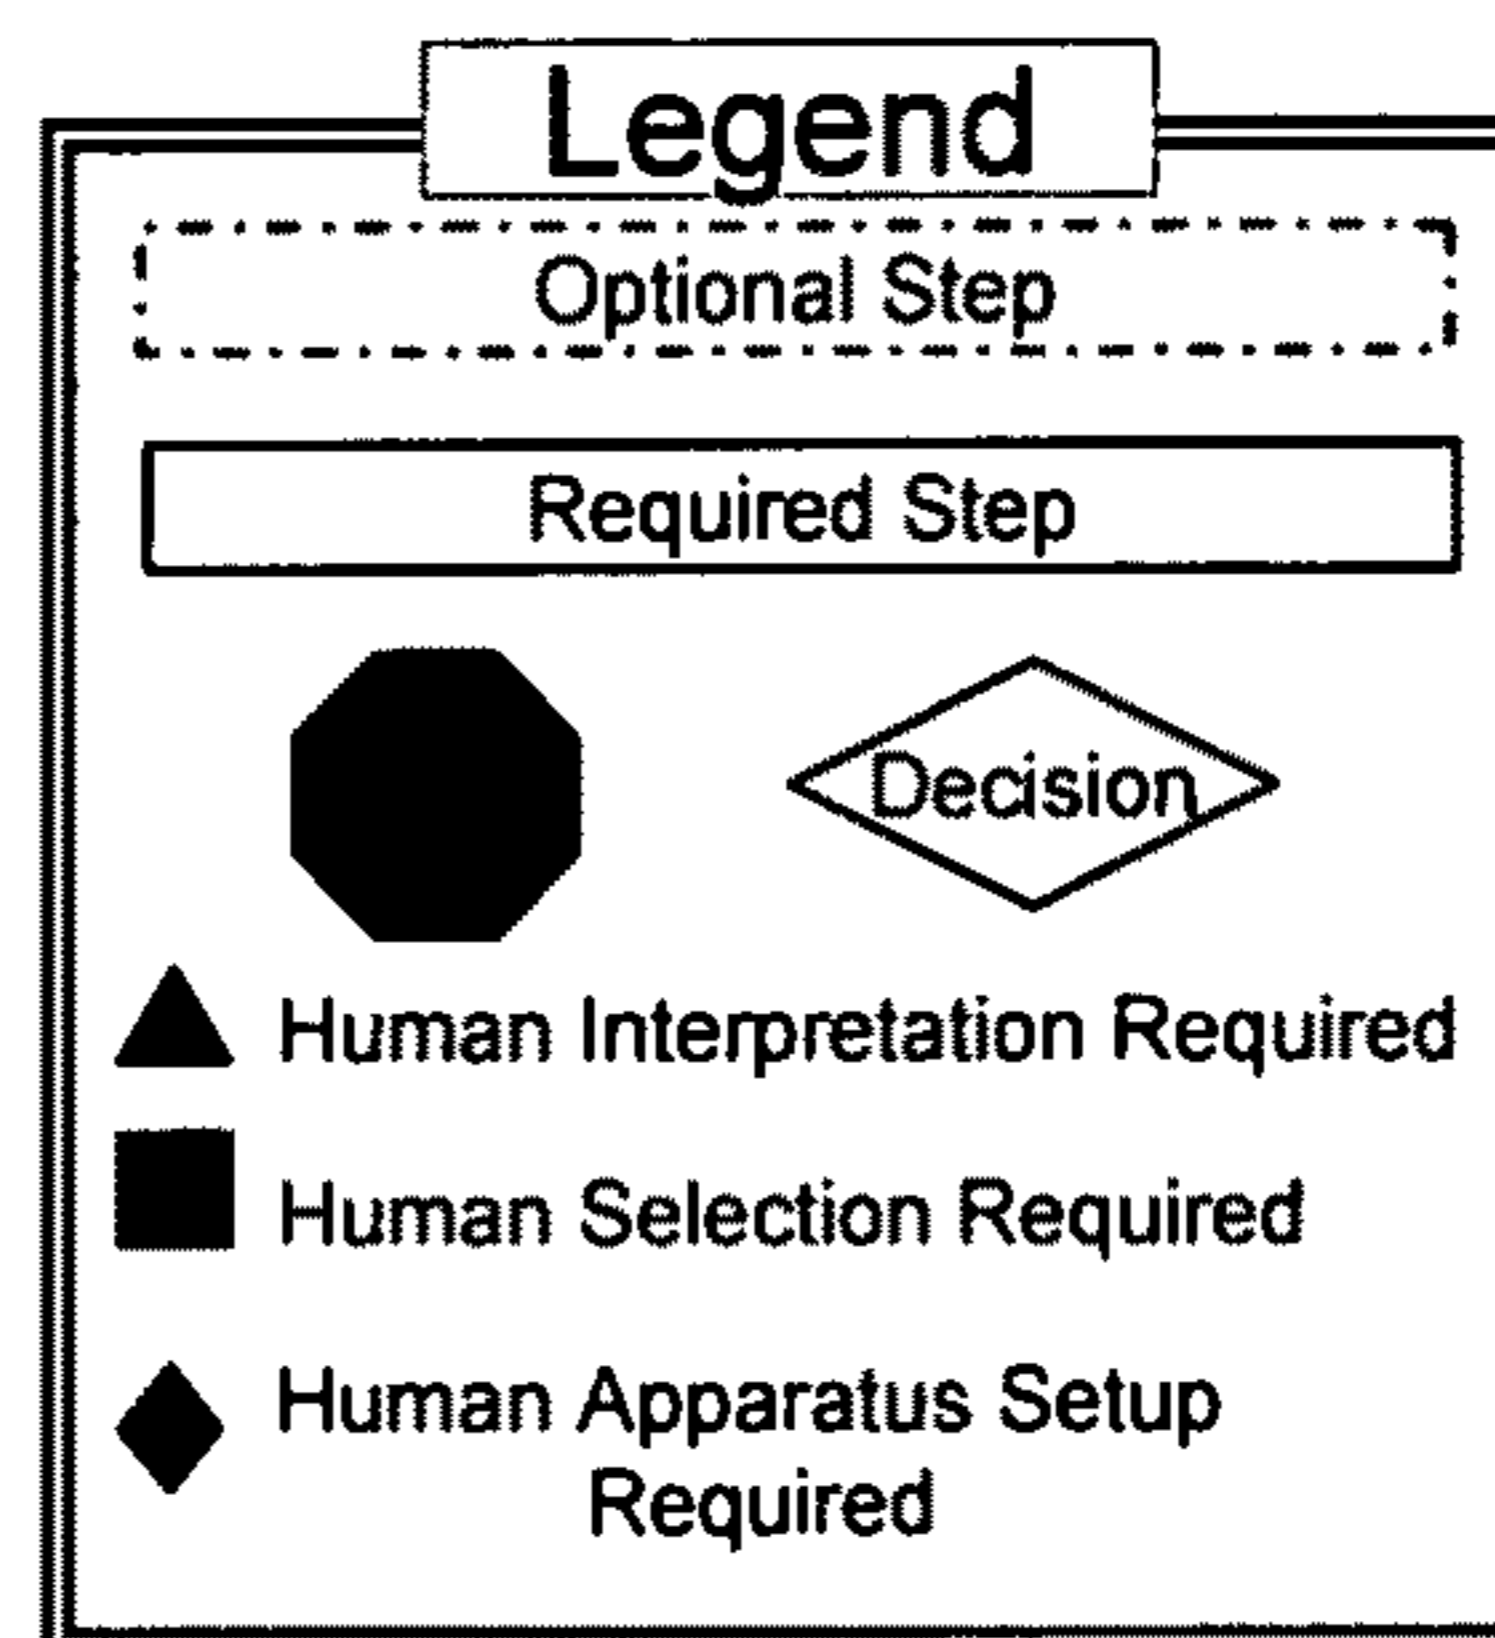 Legend
Optional Step
Required Step
Decision
Human Interpretation Required
Human Selection Required
Human Apparatus Setup
Required